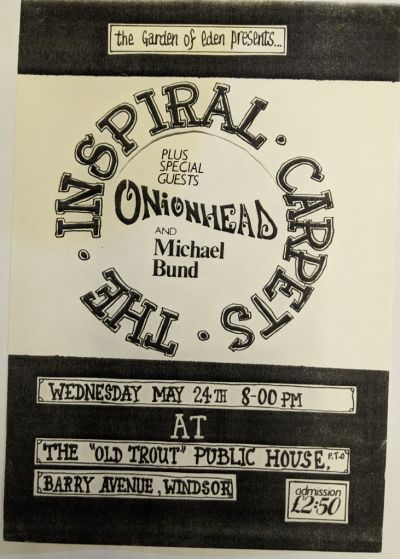 the Garden of Eden presents...
THE · INSPIRAL · CARPETS ·
PLUS
SPECIAL
GUESTS
ONiONHEAD
AND
Michael
Bund
WEDNESDAY MAY 24TH 8-00 PM
AT
THE "OLD TROUT" PUBLIC HOUSE, P.T.O
BARRY AVENUE, WINDSOR
admission
£2:50